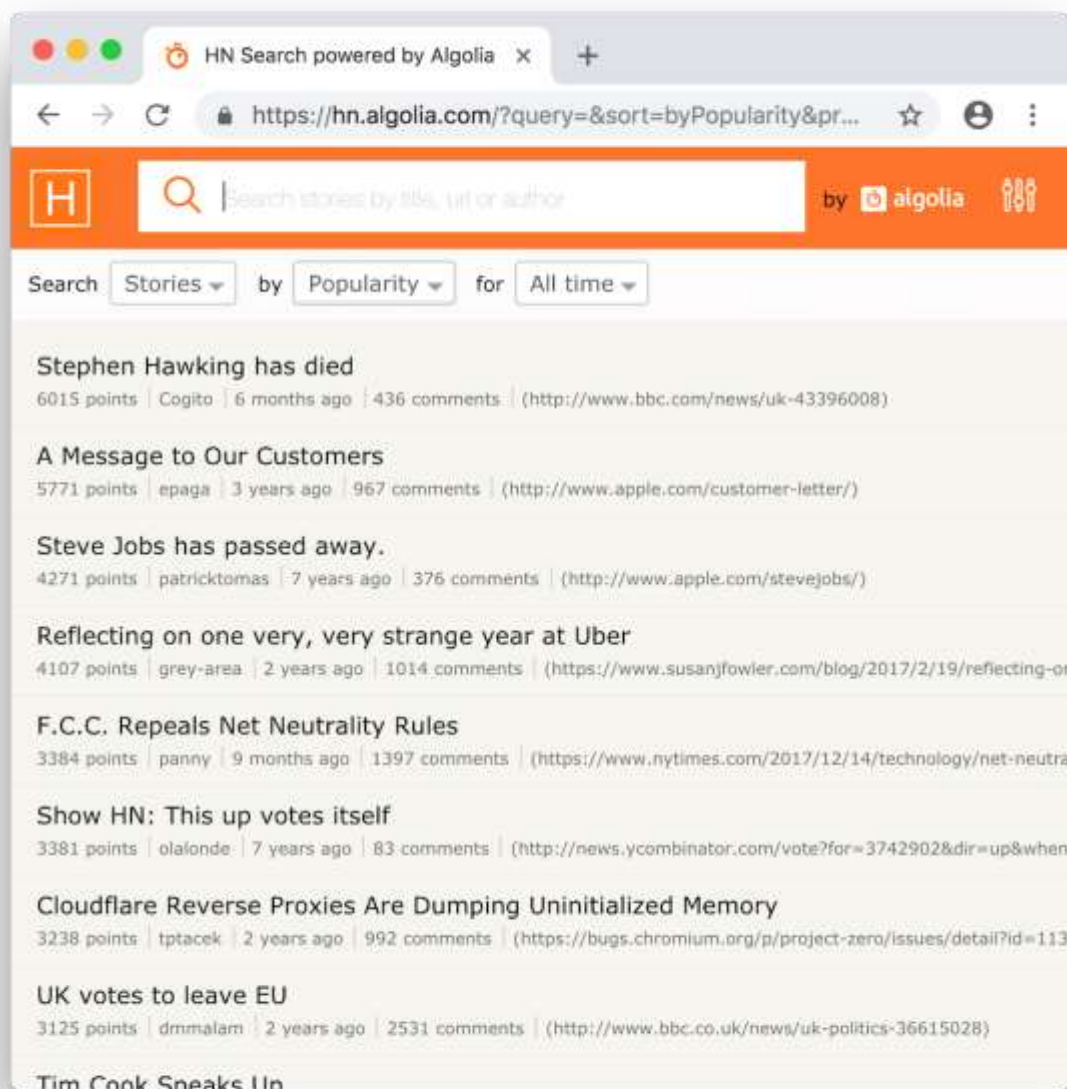 HN Search powered by Algolia
https://hn.algolia.com/?query=&sort=byPopularity&pr...
H Search stories by title, url or author by algolia
Search Stories by Popularity for All time
Stephen Hawking has died
6015 points Cogito 6 months ago 436 comments (http://www.bbc.com/news/uk-43396008)
A Message to Our Customers
5771 points epaga 3 years ago 967 comments (http://www.apple.com/customer-letter/)
Steve Jobs has passed away.
4271 points patricktomas 7 years ago 376 comments (http://www.apple.com/stevejobs/)
Reflecting on one very, very strange year at Uber
4107 points grey-area 2 years ago 1014 comments (https://www.susanjfowler.com/blog/2017/2/19/reflecting-on
F.C.C. Repeals Net Neutrality Rules
3384 points panny 9 months ago 1397 comments (https://www.nytimes.com/2017/12/14/technology/net-neutra
Show HN: This up votes itself
3381 points olalonde 7 years ago 83 comments (http://news.ycombinator.com/vote?for=3742902&dir=up&when
Cloudflare Reverse Proxies Are Dumping Uninitialized Memory
3238 points tptacek 2 years ago 992 comments (https://bugs.chromium.org/p/project-zero/issues/detail?id=113
UK votes to leave EU
3125 points dmmalam 2 years ago 2531 comments (http://www.bbc.co.uk/news/uk-politics-36615028)
Tim Cook Speaks Up